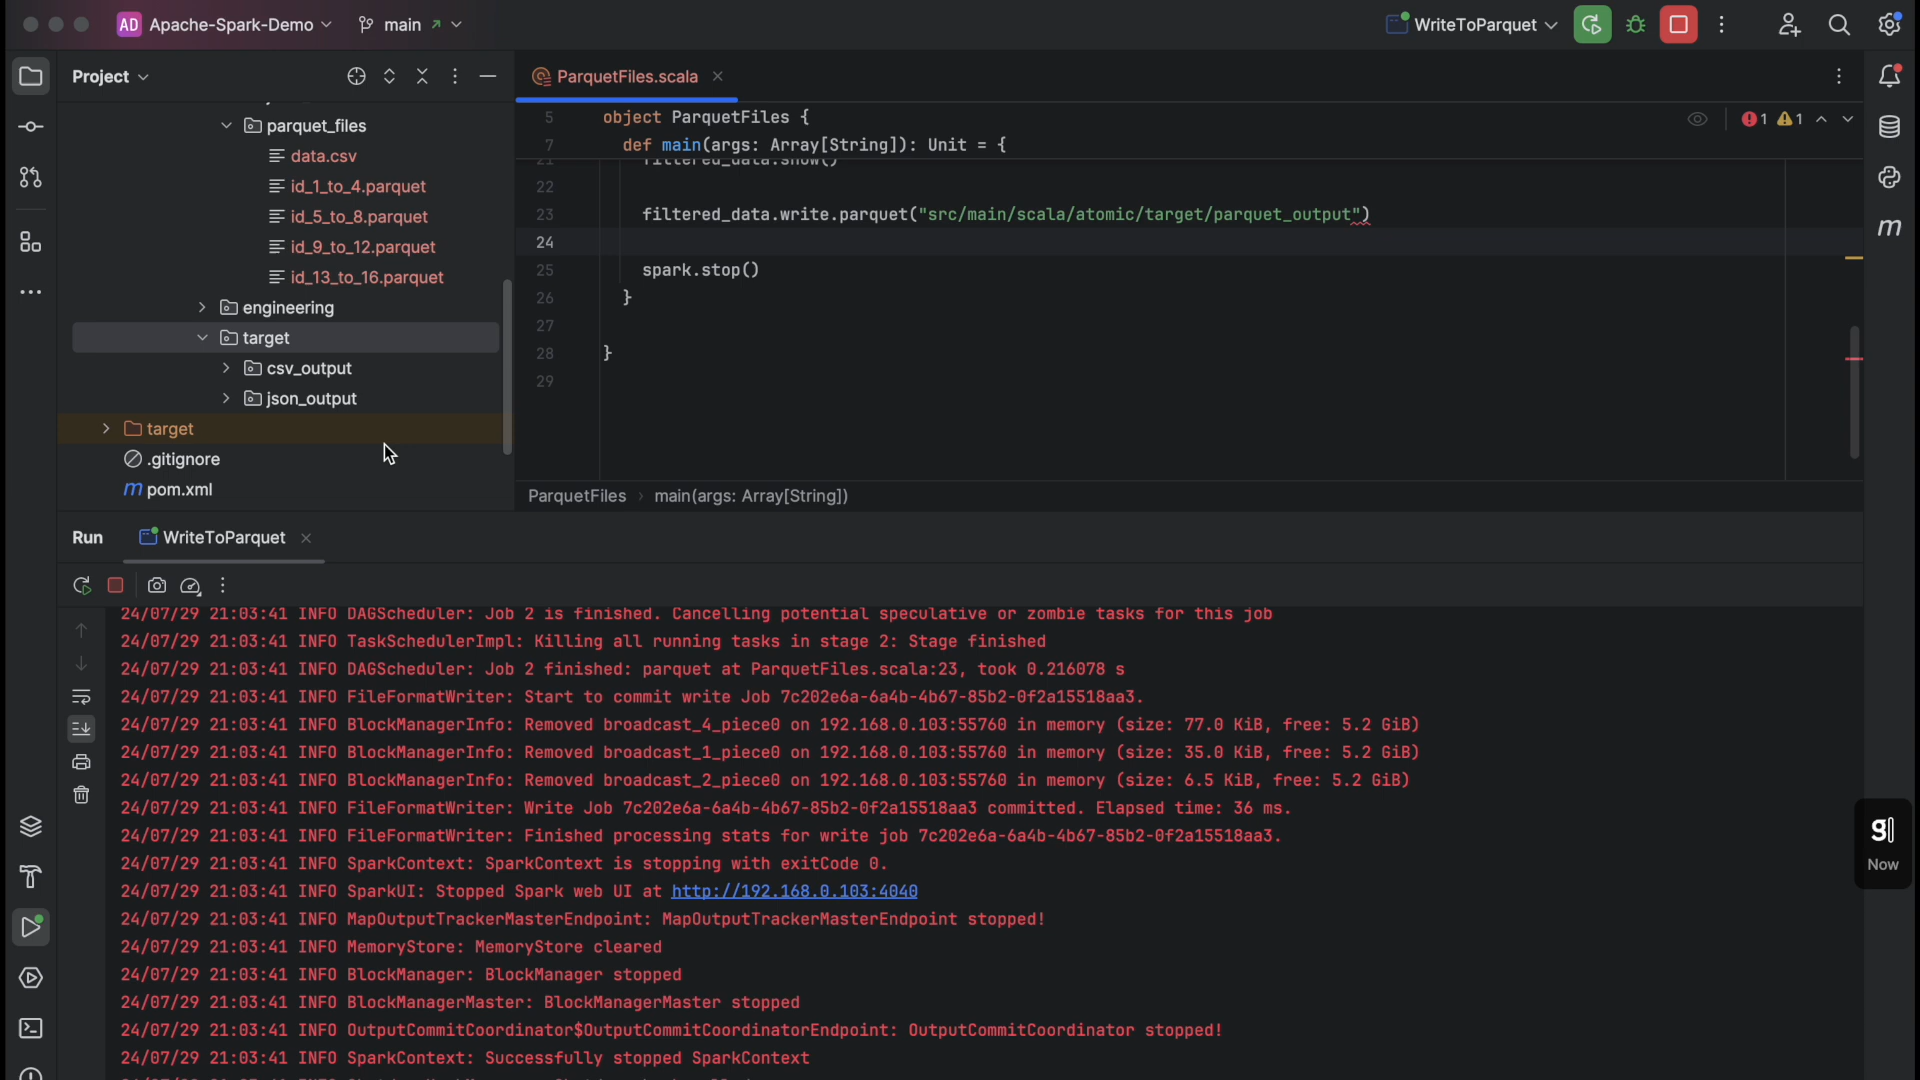 AD Apache-Spark-Demo main WriteToParquet
Project
parquet_files
data.csv
id_1_to_4.parquet
id_5_to_8.parquet
id_9_to_12.parquet
id_13_to_16.parquet
engineering
target
csv_output
json_output
target
.gitignore
m pom.xml
ParquetFiles.scala
5 object ParquetFiles {
7 def main(args: Array[String]): Unit = {
21 filtered_data.show()
22
23 filtered_data.write.parquet("src/main/scala/atomic/target/parquet_output")
24
25 spark.stop()
26 }
27
28 }
29
1 1
m
ParquetFiles main(args: Array[String])
Run WriteToParquet
24/07/29 21:03:41 INFO DAGScheduler: Job 2 is finished. Cancelling potential speculative or zombie tasks for this job
24/07/29 21:03:41 INFO TaskSchedulerImpl: Killing all running tasks in stage 2: Stage finished
24/07/29 21:03:41 INFO DAGScheduler: Job 2 finished: parquet at ParquetFiles.scala:23, took 0.216078 s
24/07/29 21:03:41 INFO FileFormatWriter: Start to commit write Job 7c202e6a-6a4b-4b67-85b2-0f2a15518aa3.
24/07/29 21:03:41 INFO BlockManagerInfo: Removed broadcast_4_piece0 on 192.168.0.103:55760 in memory (size: 77.0 KiB, free: 5.2 GiB)
24/07/29 21:03:41 INFO BlockManagerInfo: Removed broadcast_1_piece0 on 192.168.0.103:55760 in memory (size: 35.0 KiB, free: 5.2 GiB)
24/07/29 21:03:41 INFO BlockManagerInfo: Removed broadcast_2_piece0 on 192.168.0.103:55760 in memory (size: 6.5 KiB, free: 5.2 GiB)
24/07/29 21:03:41 INFO FileFormatWriter: Write Job 7c202e6a-6a4b-4b67-85b2-0f2a15518aa3 committed. Elapsed time: 36 ms.
24/07/29 21:03:41 INFO FileFormatWriter: Finished processing stats for write job 7c202e6a-6a4b-4b67-85b2-0f2a15518aa3.
24/07/29 21:03:41 INFO SparkContext: SparkContext is stopping with exitCode 0.
24/07/29 21:03:41 INFO SparkUI: Stopped Spark web UI at http://192.168.0.103:4040
24/07/29 21:03:41 INFO MapOutputTrackerMasterEndpoint: MapOutputTrackerMasterEndpoint stopped!
24/07/29 21:03:41 INFO MemoryStore: MemoryStore cleared
24/07/29 21:03:41 INFO BlockManager: BlockManager stopped
24/07/29 21:03:41 INFO BlockManagerMaster: BlockManagerMaster stopped
24/07/29 21:03:41 INFO OutputCommitCoordinator$OutputCommitCoordinatorEndpoint: OutputCommitCoordinator stopped!
24/07/29 21:03:41 INFO SparkContext: Successfully stopped SparkContext
g
Now